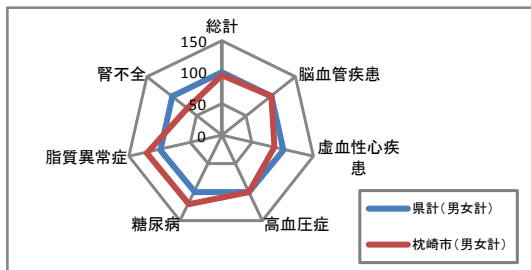 総計
150
100
50
0
脳血管疾患
虚血性心疾
患
高血圧症
糖尿病
脂質異常症
腎不全
県計(男女計)
枕崎市(男女計)